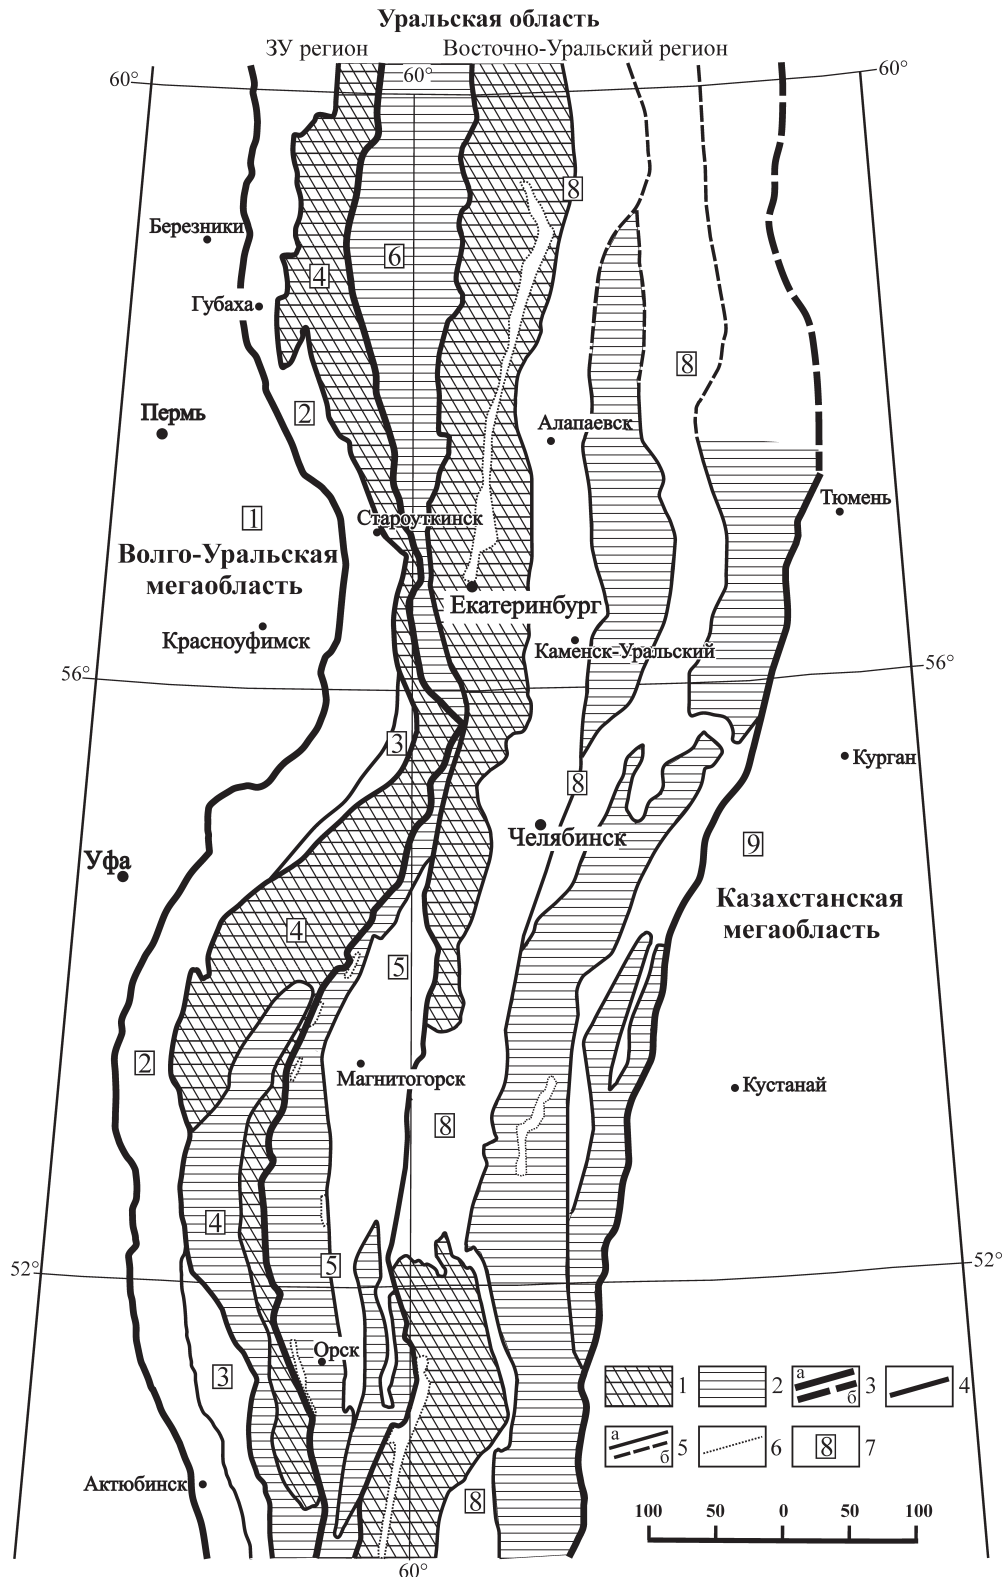 Уральская область
ЗУ регион
Восточно-Уральский регион
60°
60°
60°
8
Березники
6
4
Губаха
8
2
Пермь
Алапаевск
Тюмень
1
Староуткинск
Волго-Уральская
мегаобласть
Екатеринбург
Красноуфимск
Каменск-Уральский
56°
56°
3
Курган
8
Челябинск
9
Уфа
Казахстанская
мегаобласть
4
5
2
Магнитогорск
Кустанай
8
4
5
52°
52°
Орск
3
1
2
а
б
3
4
а
б
5
6
8
7
Актюбинск
8
100
50
0
50
100
60°